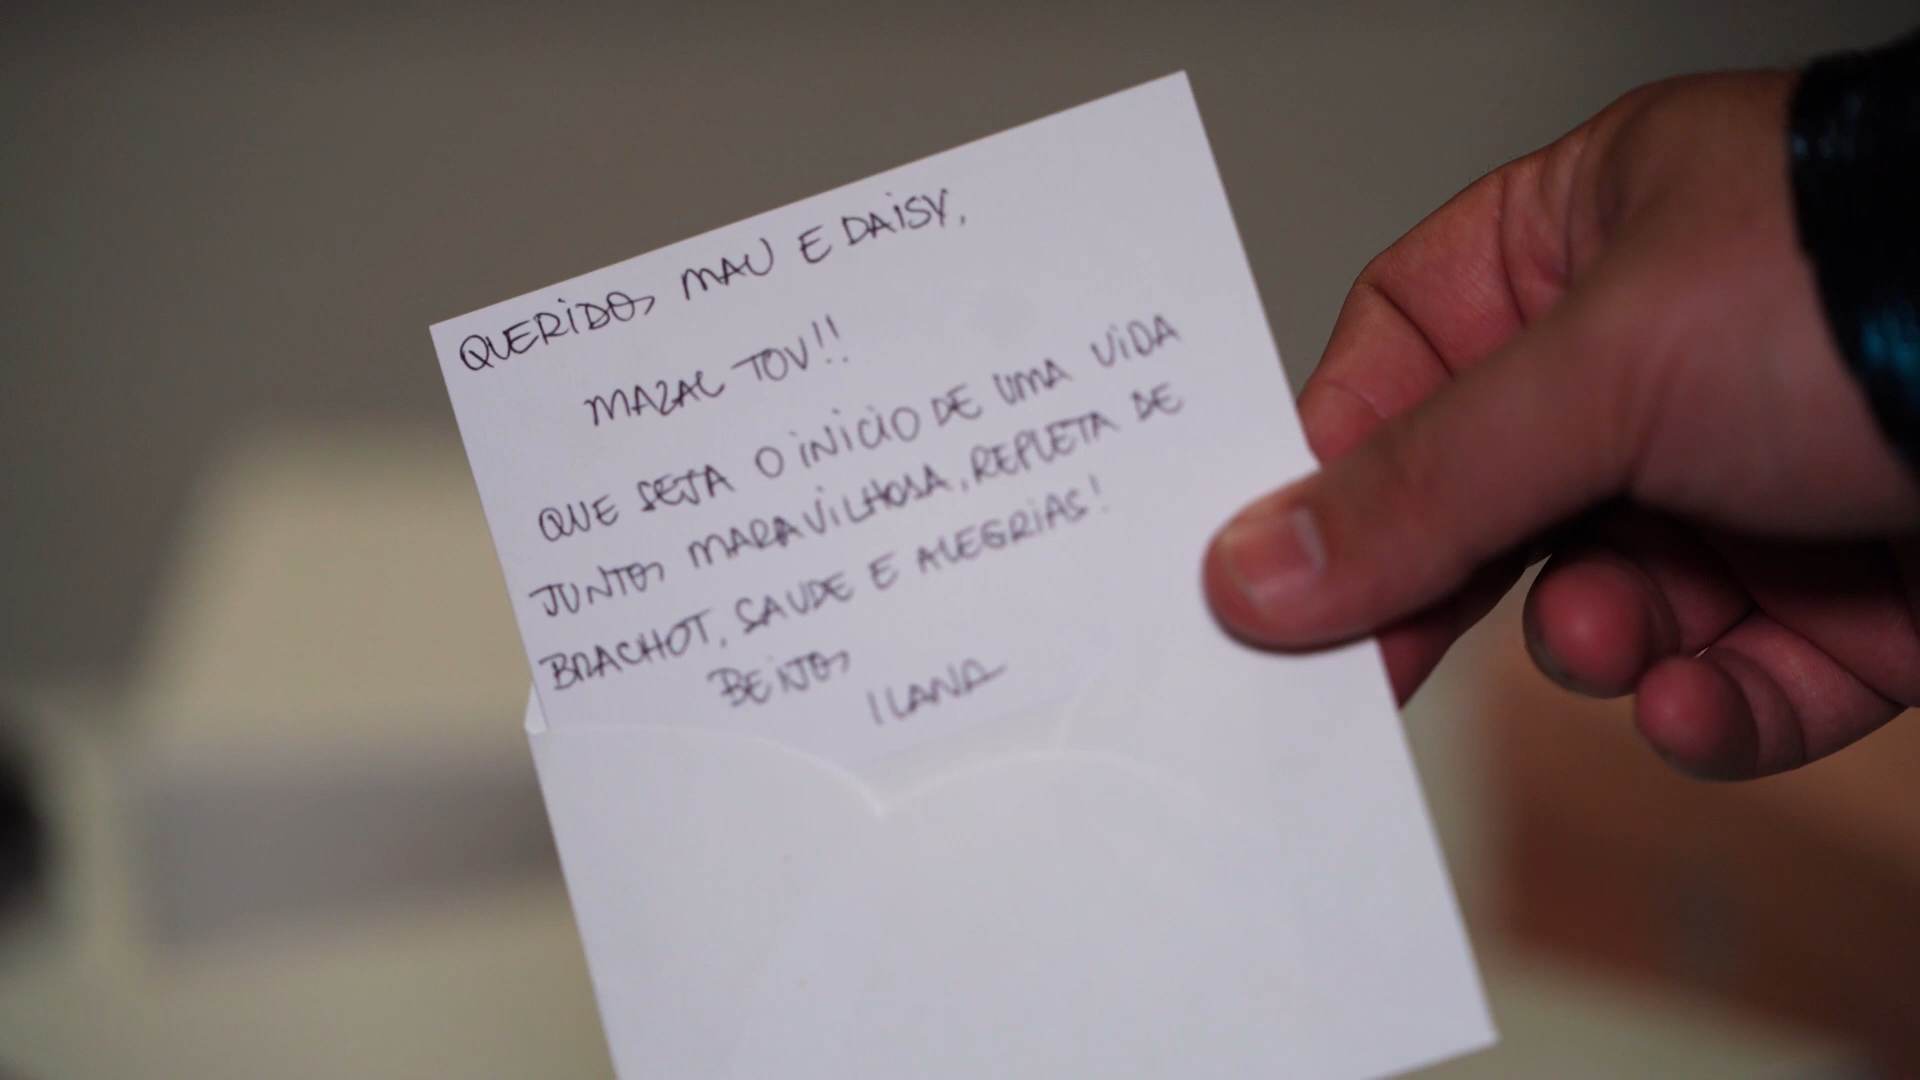 QUERIDOS MAU E DAISY,
MAZAL TOV!!
QUE SEJA O INICIO DE UMA VIDA
JUNTOS MARAVILHOSA, REPLETA DE
BRACHOT, SAUDE E ALEGRIAS!
BEIJOS
ILANA